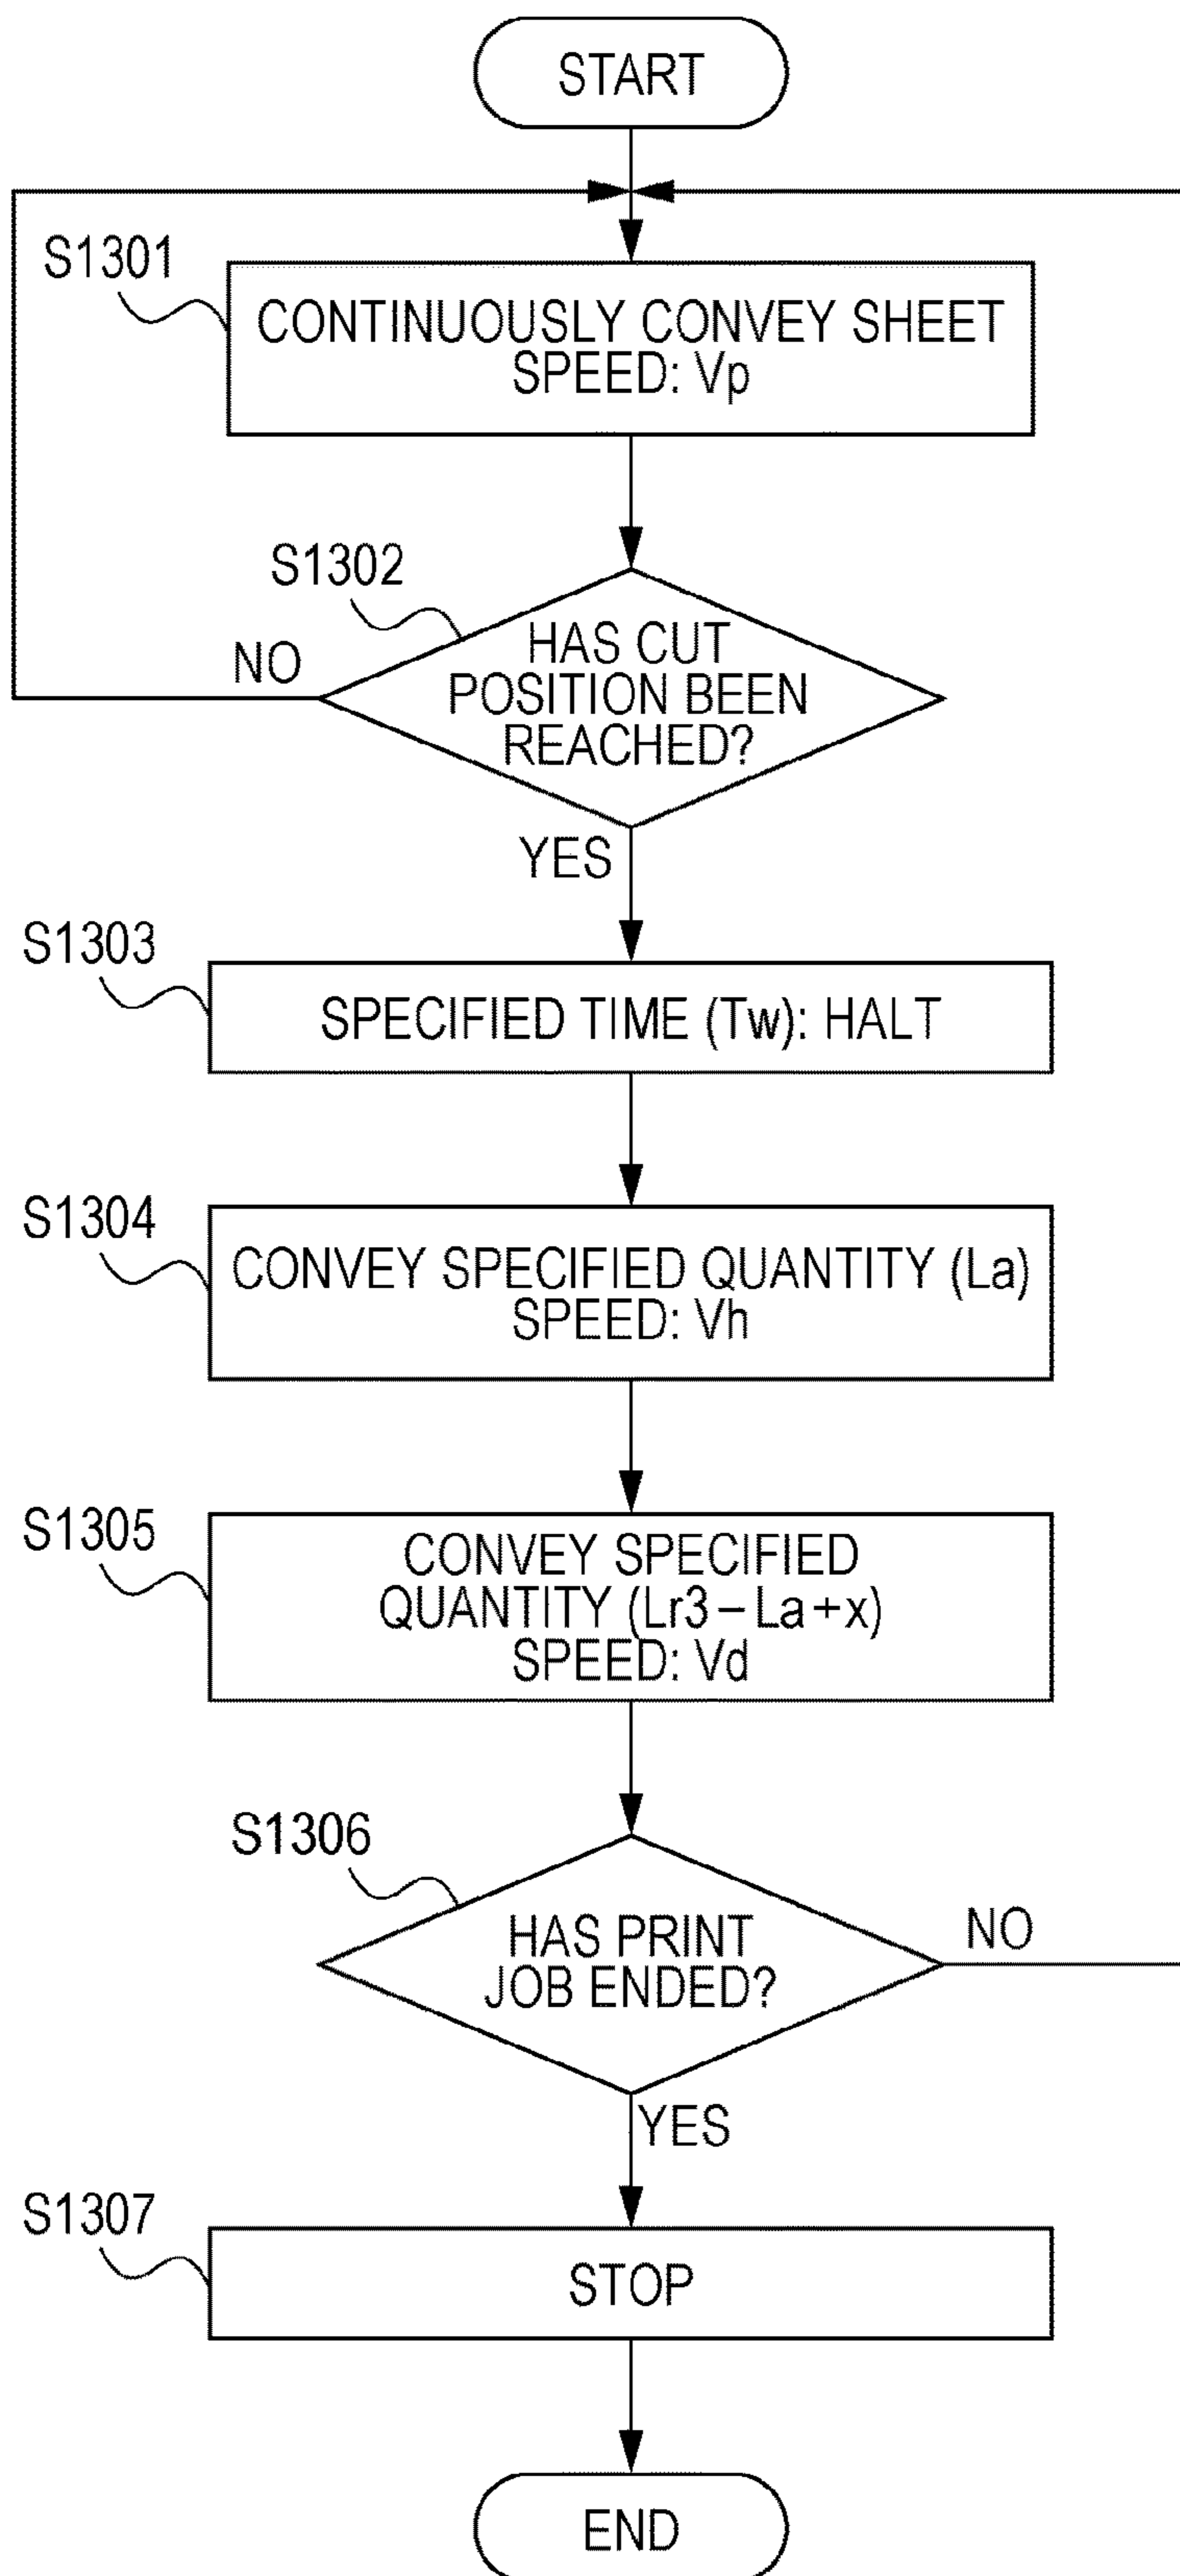 START
S1301
CONTINUOUSLY CONVEY SHEET
SPEED: Vp
S1302
HAS CUT
POSITION BEEN
REACHED?
NO
YES
S1303
SPECIFIED TIME (Tw): HALT
S1304
CONVEY SPECIFIED QUANTITY (La)
SPEED: Vh
S1305
CONVEY SPECIFIED
QUANTITY (Lr3 – La + x)
SPEED: Vd
S1306
HAS PRINT
JOB ENDED?
NO
YES
S1307
STOP
END